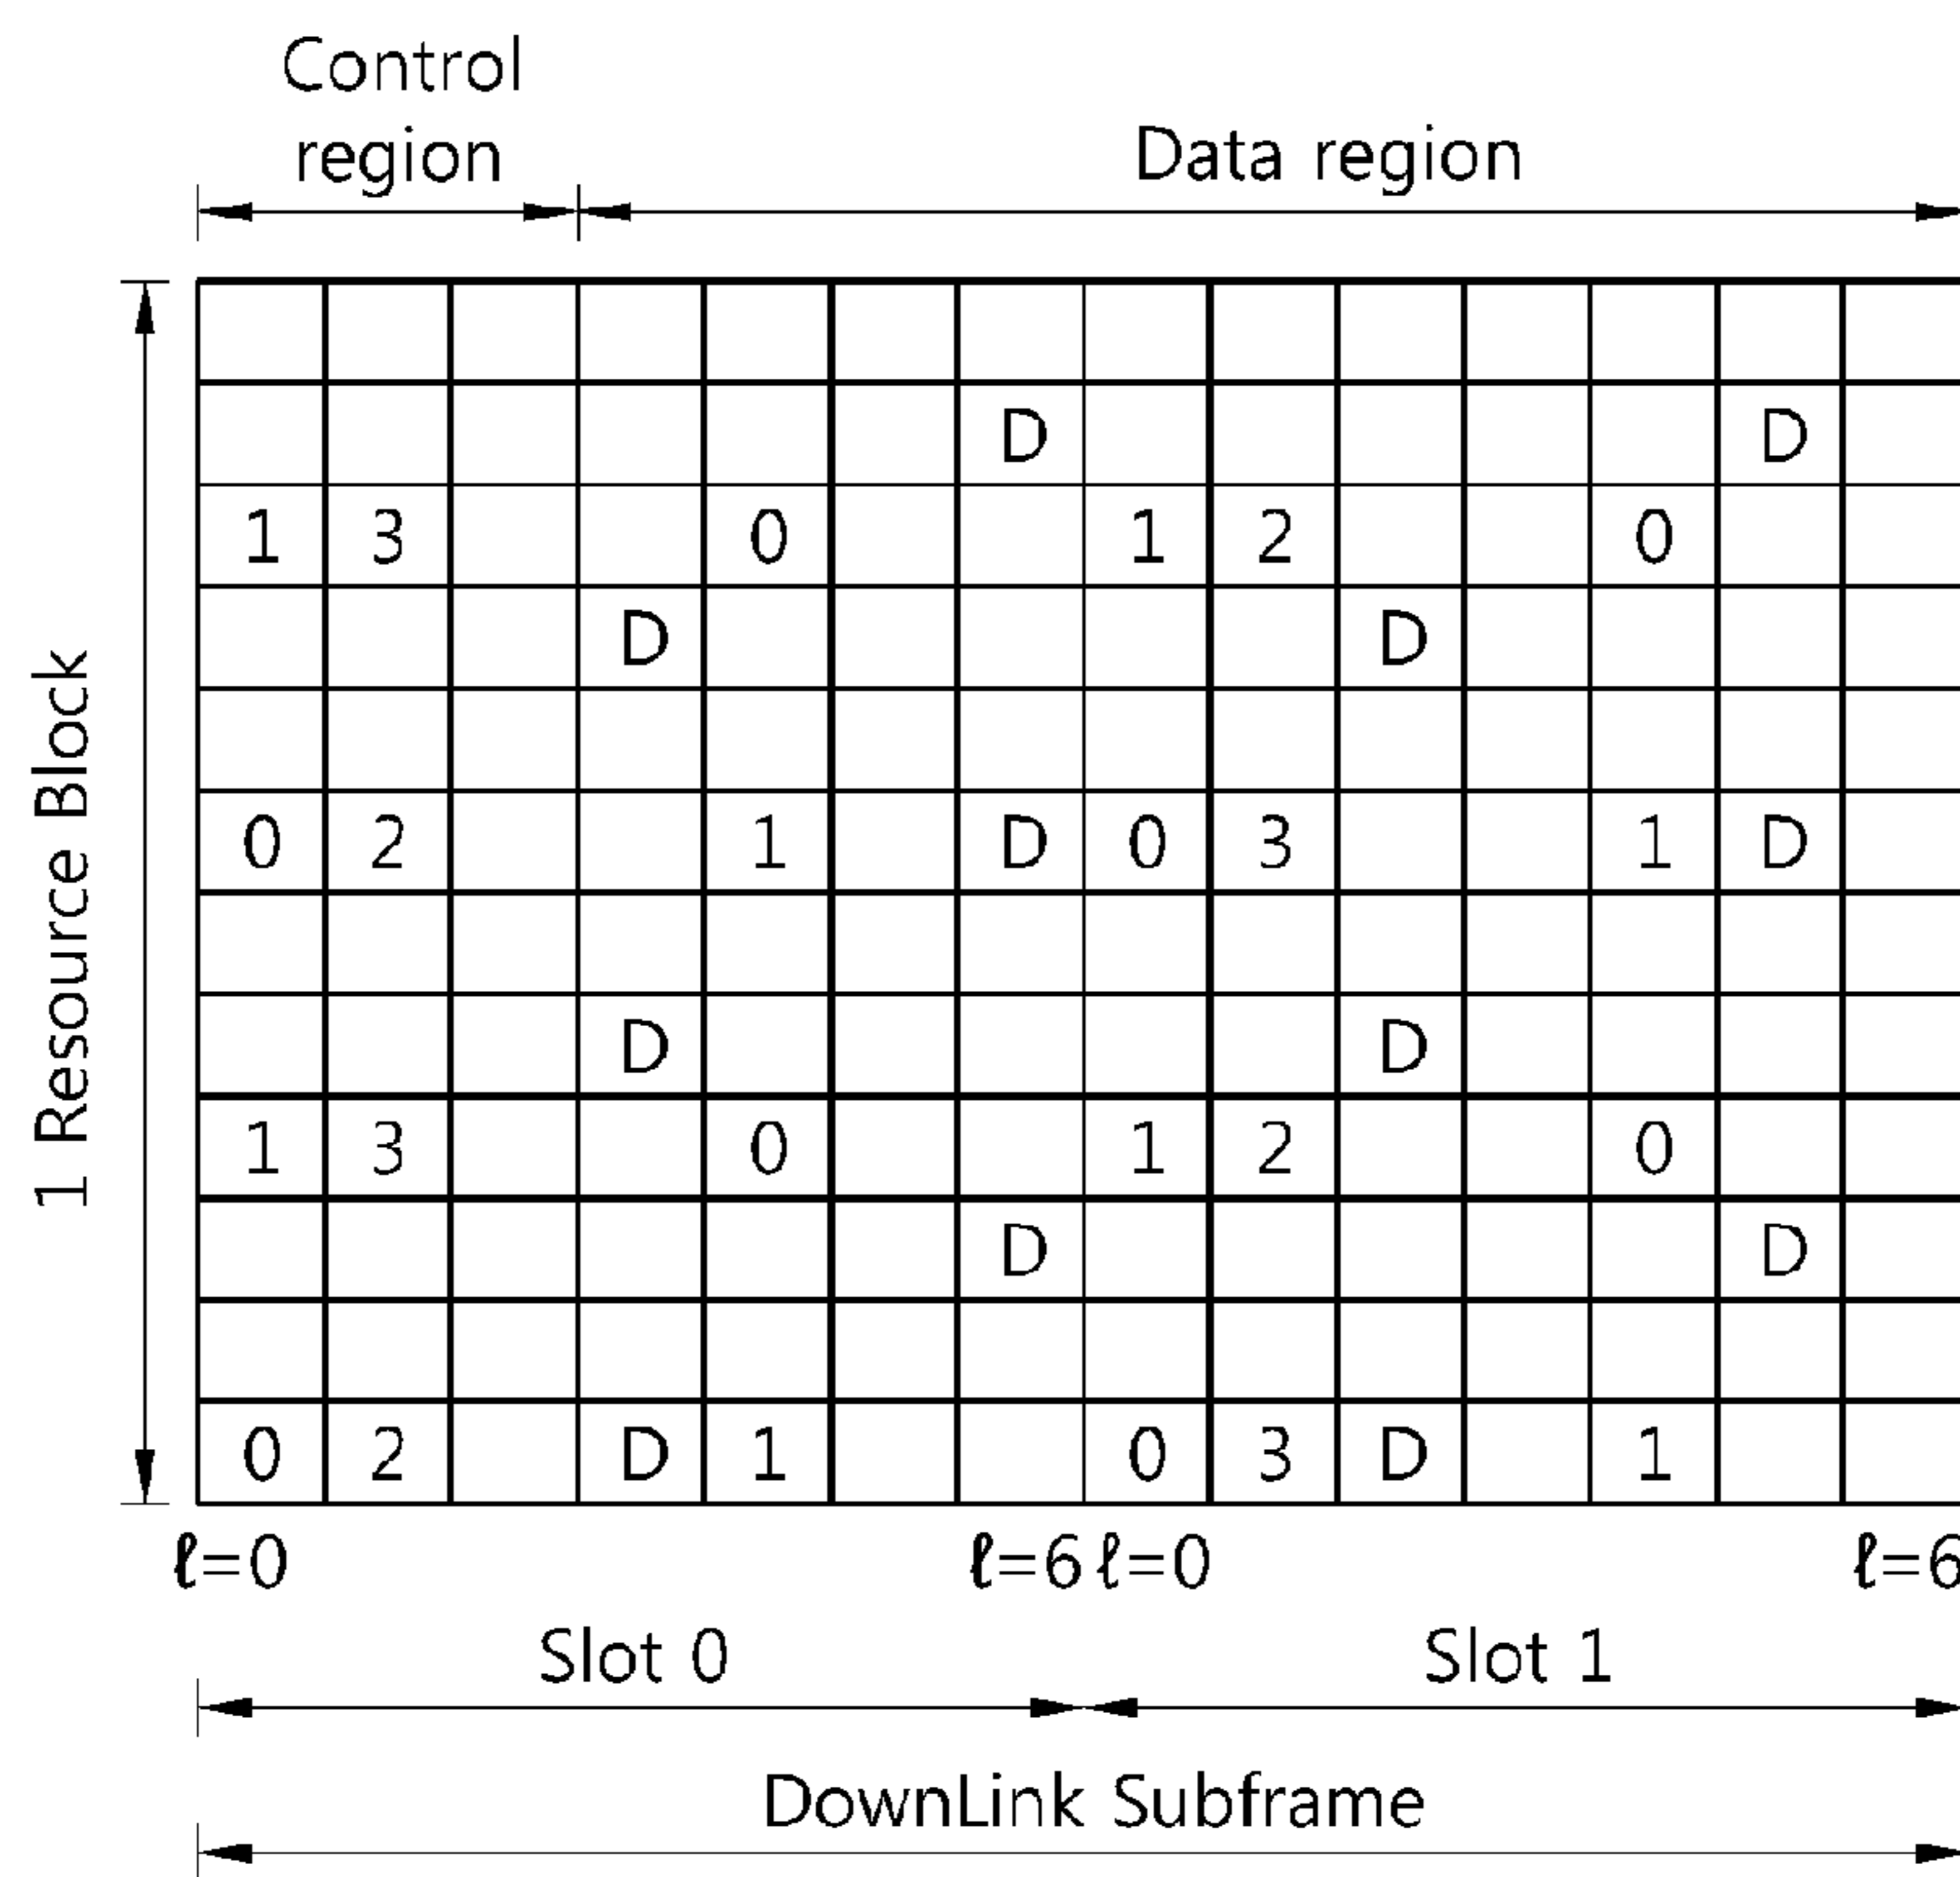 Control
region
Data region
1 Resource Block
D D
1 3 0 1 2 0
D D
0 2 1 D 0 3 1 D
D D
1 3 0 1 2 0
D D
0 2 D 1 0 3 D 1
ℓ=0 ℓ=6 ℓ=0 ℓ=6
Slot 0 Slot 1
DownLink Subframe